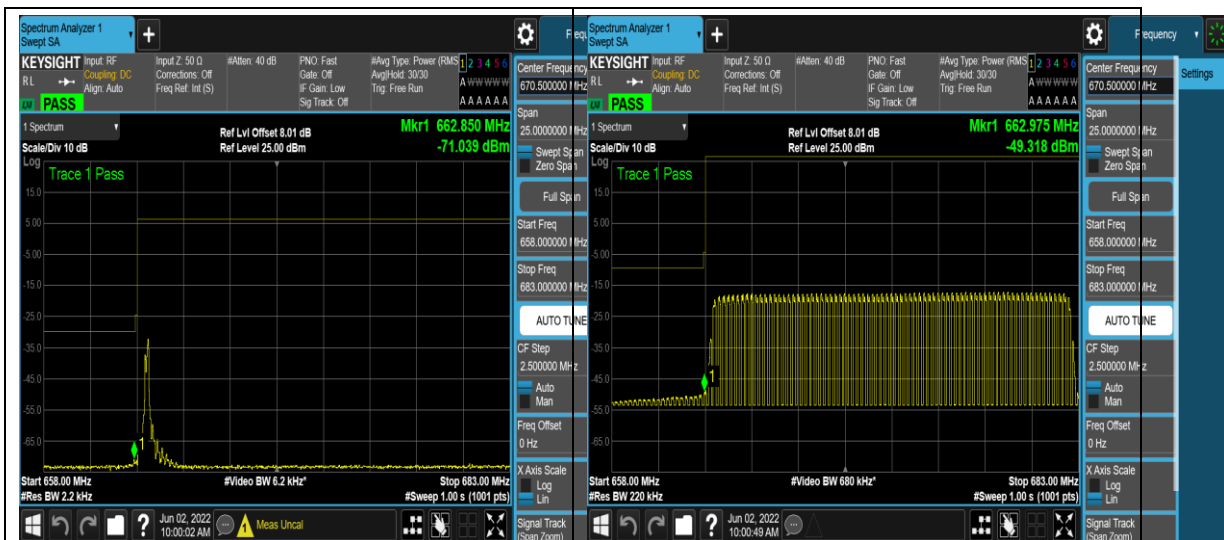 Spectrum Analyzer 1
Swept SA
+
KEYSIGHT
RL
LXI
PASS
Input: RF
Coupling: DC
Align: Auto
Input Z: 50 Ω
Corrections: Off
Freq Ref: Int (S)
#Atten: 40 dB
PNO: Fast
Gate: Off
IF Gain: Low
Sig Track: Off
#Avg Type: Power (RMS
Avg|Hold: 30/30
Trig: Free Run
1 2 3 4 5 6
A W W W W W
A A A A A A
1 Spectrum
Scale/Div 10 dB
Log
Ref Lvl Offset 8.01 dB
Ref Level 25.00 dBm
Mkr1 662.850 MHz
-71.039 dBm
Trace 1 Pass
15.0
5.00
-5.00
-15.0
-25.0
-35.0
-45.0
-55.0
-65.0
1
Start 658.00 MHz
#Res BW 2.2 kHz
#Video BW 6.2 kHz*
Stop 683.00 MHz
#Sweep 1.00 s (1001 pts)
?
Jun 02, 2022
10:00:02 AM
Meas Uncal
Frequ
Center Frequency
670.500000 MHz
Span
25.0000000 MHz
Swept Span
Zero Span
Full Span
Start Freq
658.000000 MHz
Stop Freq
683.000000 MHz
AUTO TUNE
CF Step
2.500000 MHz
Auto
Man
Freq Offset
0 Hz
X Axis Scale
Log
Lin
Signal Track
(Span Zoom)
Spectrum Analyzer 1
Swept SA
+
KEYSIGHT
RL
LXI
PASS
Input: RF
Coupling: DC
Align: Auto
Input Z: 50 Ω
Corrections: Off
Freq Ref: Int (S)
#Atten: 40 dB
PNO: Fast
Gate: Off
IF Gain: Low
Sig Track: Off
#Avg Type: Power (RMS
Avg|Hold: 30/30
Trig: Free Run
1 2 3 4 5 6
A W W W W W
A A A A A A
1 Spectrum
Scale/Div 10 dB
Log
Ref Lvl Offset 8.01 dB
Ref Level 25.00 dBm
Mkr1 662.975 MHz
-49.318 dBm
Trace 1 Pass
15.0
5.00
-5.00
-15.0
-25.0
-35.0
-45.0
-55.0
-65.0
1
Start 658.00 MHz
#Res BW 220 kHz
#Video BW 680 kHz*
Stop 683.00 MHz
#Sweep 1.00 s (1001 pts)
?
Jun 02, 2022
10:00:49 AM
Frequency
Settings
Center Frequency
670.500000 MHz
Span
25.0000000 MHz
Swept Span
Zero Span
Full Span
Start Freq
658.000000 MHz
Stop Freq
683.000000 MHz
AUTO TUNE
CF Step
2.500000 MHz
Auto
Man
Freq Offset
0 Hz
X Axis Scale
Log
Lin
Signal Track
(Span Zoom)